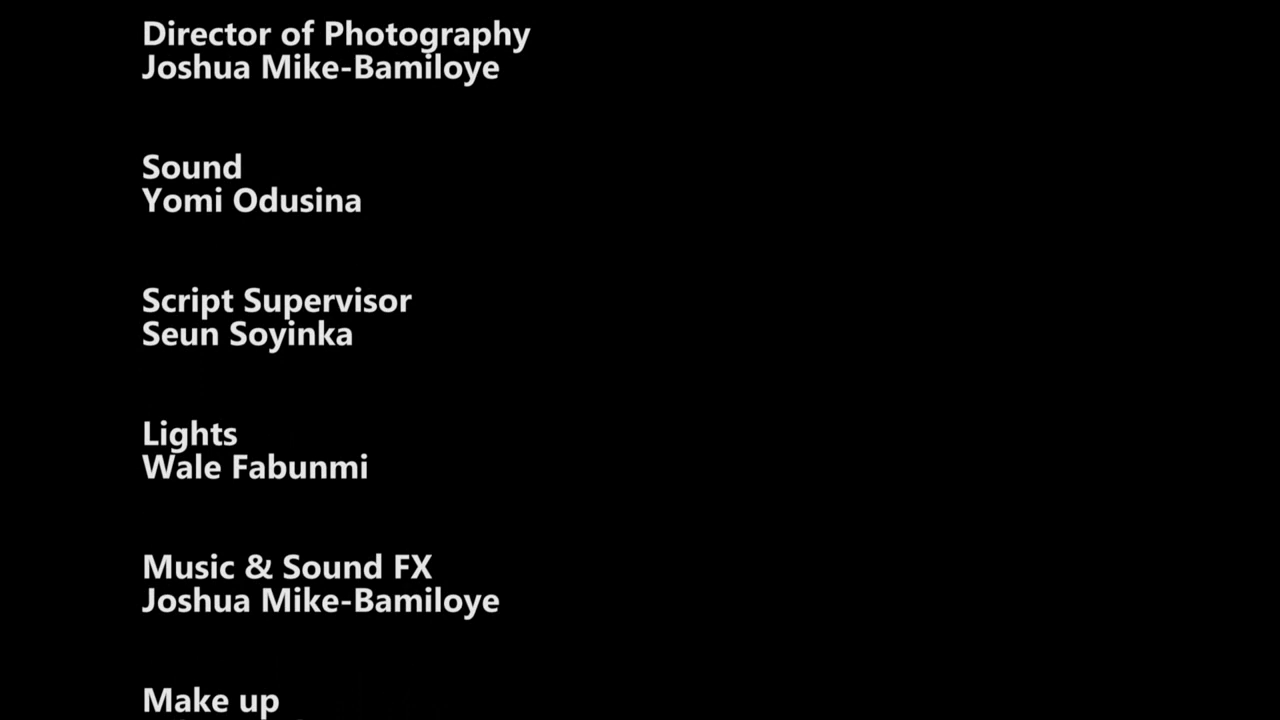 Director of Photography
Joshua Mike-Bamiloye
Sound
Yomi Odusina
Script Supervisor
Seun Soyinka
Lights
Wale Fabunmi
Music & Sound FX
Joshua Mike-Bamiloye
Make up